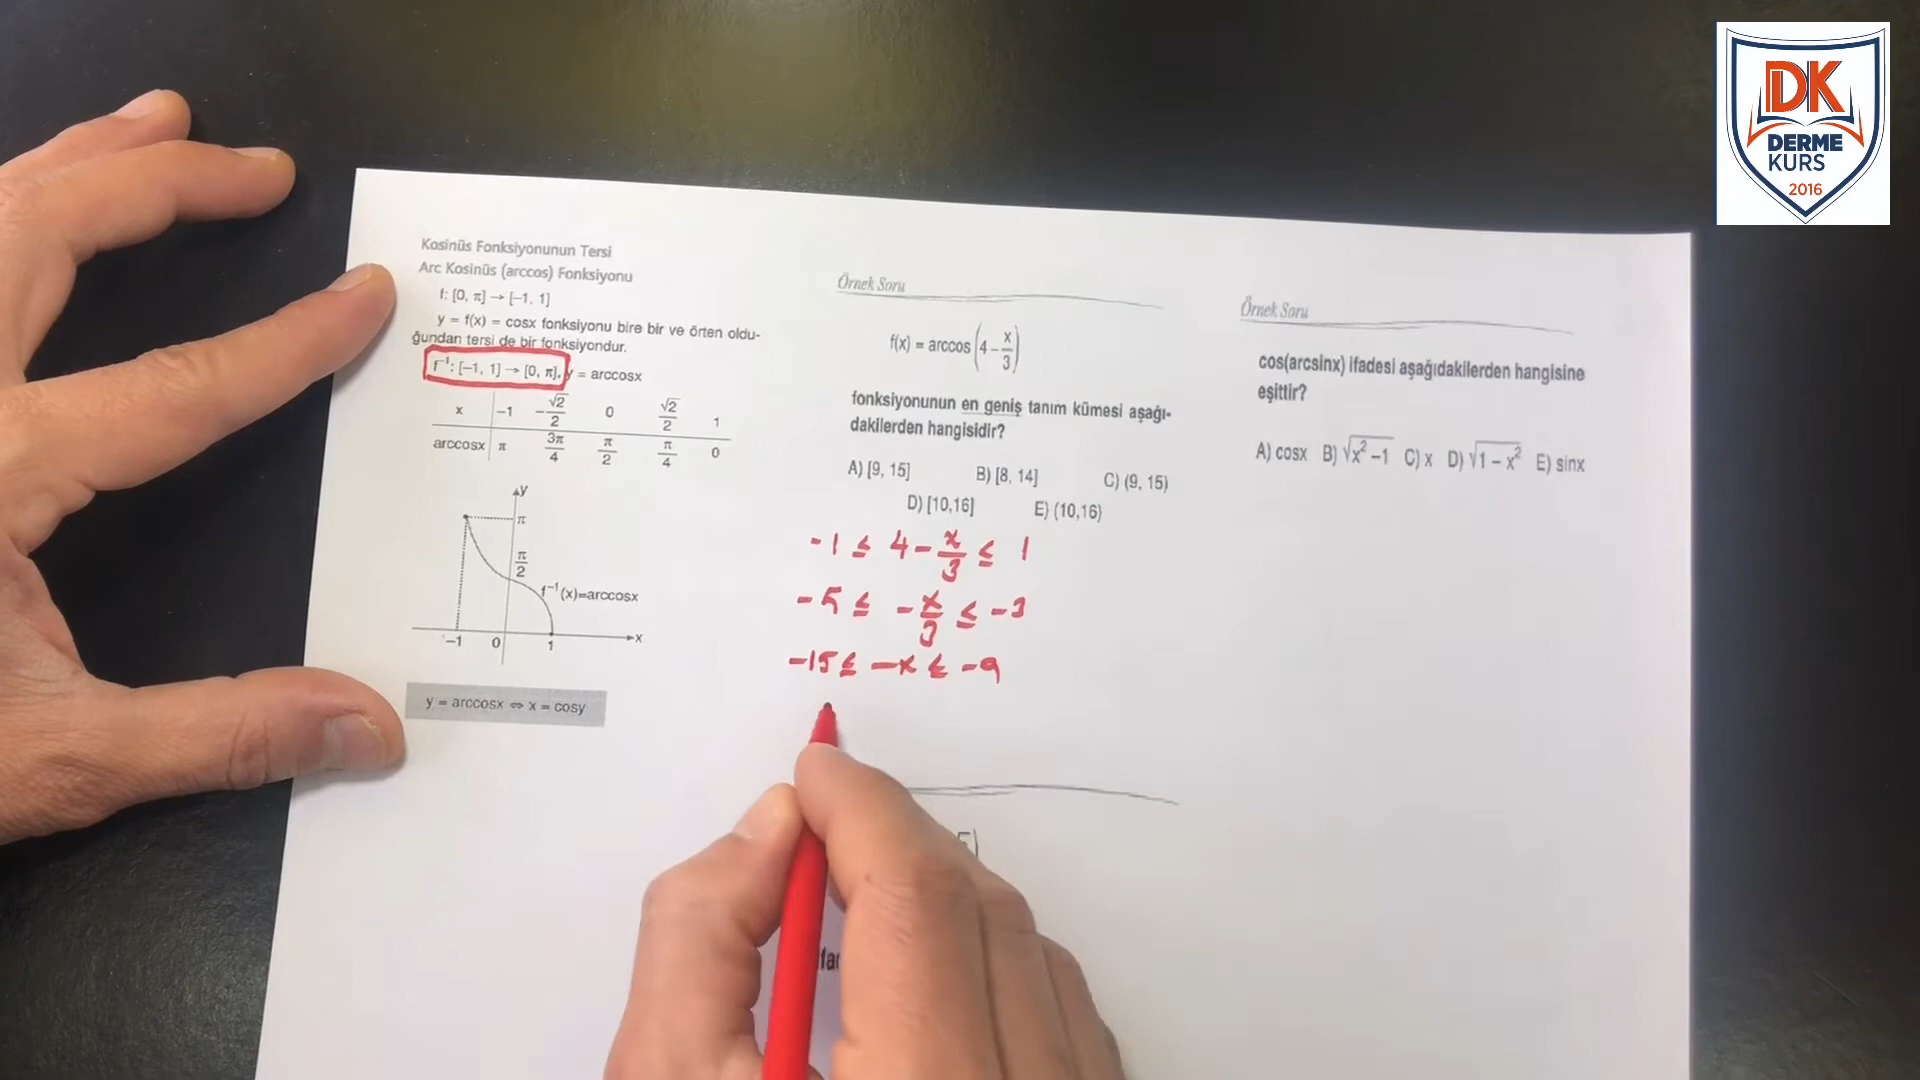 DK
DERME
KURS
2016
Kosinüs Fonksiyonunun Tersi
Arc Kosinüs (arccos) Fonksiyonu
f: [0, π] → [–1, 1]
y = f(x) = cosx fonksiyonu bire bir ve örten oldu-
ğundan tersi de bir fonksiyondur.
f⁻¹: [–1, 1] → [0, π], y = arccosx
x –1 –√2/2 0 √2/2 1
arccosx π 3π/4 π/2 π/4 0
y
π
π/2
f⁻¹(x)=arccosx
–1 0 1 x
y = arccosx ⇔ x = cosy
Örnek Soru
f(x) = arccos(4 – x/3)
fonksiyonunun en geniş tanım kümesi aşağı-
dakilerden hangisidir?
A) [9, 15] B) [8, 14] C) (9, 15)
D) [10,16] E) (10,16)
-1 ≤ 4 - x/3 ≤ 1
-5 ≤ -x/3 ≤ -3
-15 ≤ -x ≤ -9
Örnek Soru
cos(arcsinx) ifadesi aşağıdakilerden hangisine
eşittir?
A) cosx B) √x² –1 C) x D) √1 – x² E) sinx